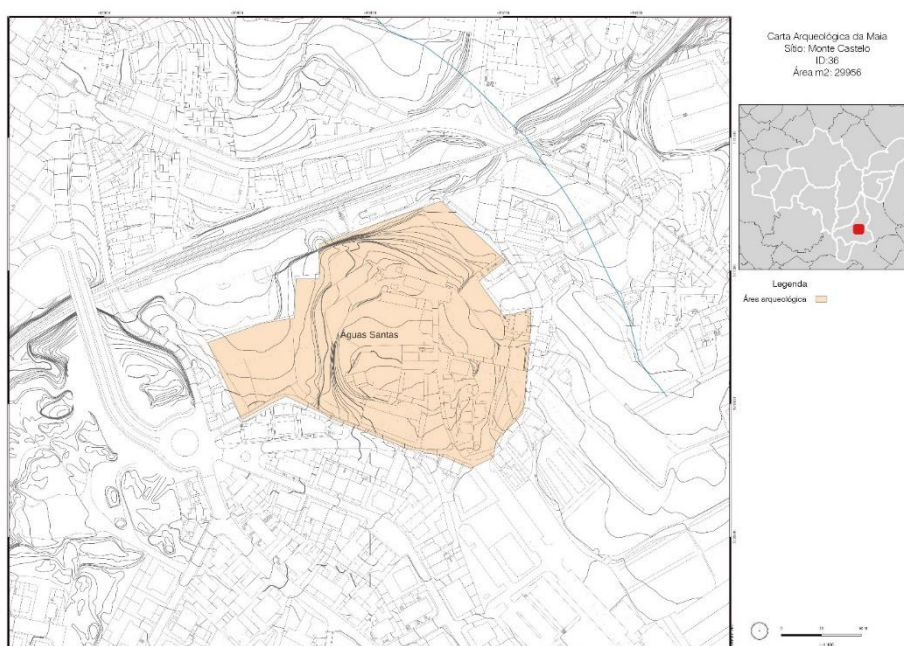 Carta Arqueológica da Maia
Sítio: Monte Castelo
ID:36
Área m2: 29956
Legenda
Área arqueológica
Águas Santas